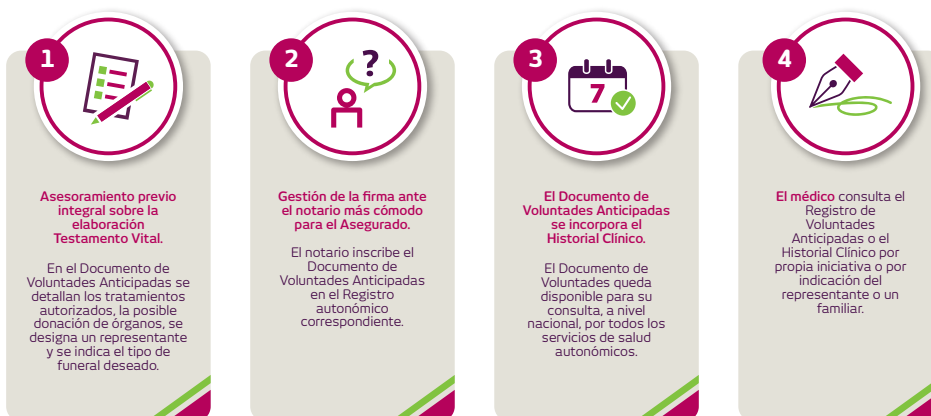 1
Asesoramiento previo
integral sobre la
elaboración
Testamento Vital.
En el Documento de
Voluntades Anticipadas se
detallan los tratamientos
autorizados, la posible
donación de órganos, se
designa un representante
y se indica el tipo de
funeral deseado.
2
?
Gestión de la firma ante
el notario más cómodo
para el Asegurado.
El notario inscribe el
Documento de
Voluntades Anticipadas
en el Registro
autonómico
correspondiente.
3
7
El Documento de
Voluntades Anticipadas
se incorpora el
Historial Clínico.
El Documento de
Voluntades queda
disponible para su
consulta, a nivel
nacional, por todos los
servicios de salud
autonómicos.
4
El médico consulta el
Registro de
Voluntades
Anticipadas o el
Historial Clínico por
propia iniciativa o por
indicación del
representante o un
familiar.